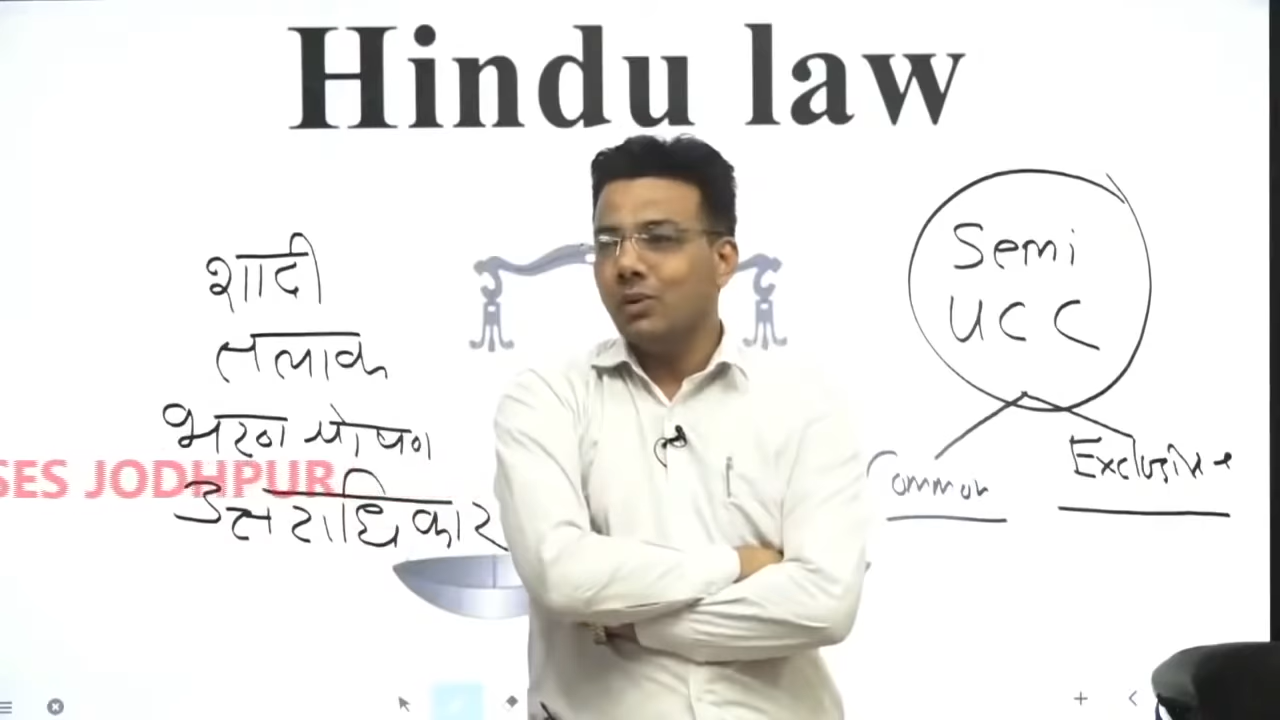 Hindu law
शादी
तलाक
भरण पोषण
SES JODHPUR
उत्तराधिकार
Semi
UCC
Common
Exclusive